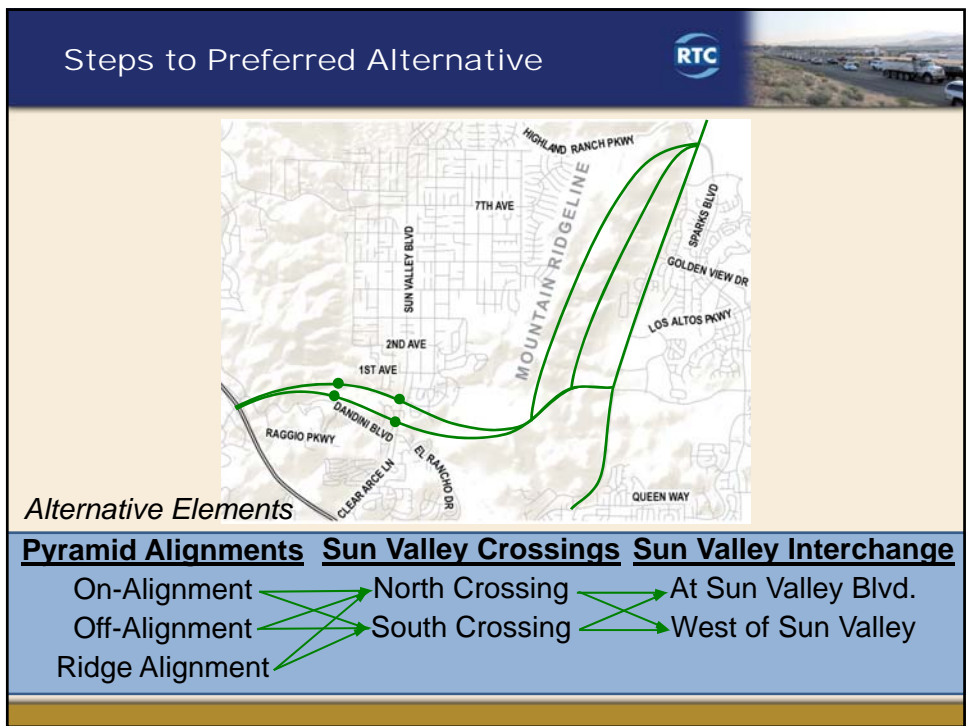 Steps to Preferred Alternative
RTC
HIGHLAND RANCH PKWY
7TH AVE
MOUNTAIN RIDGELINE
SPARKS BLVD
SUN VALLEY BLVD
GOLDEN VIEW DR
LOS ALTOS PKWY
2ND AVE
1ST AVE
DANDINI BLVD
RAGGIO PKWY
EL RANCHO DR
CLEAR ARCE LN
QUEEN WAY
Alternative Elements
Pyramid Alignments Sun Valley Crossings Sun Valley Interchange
On-Alignment North Crossing At Sun Valley Blvd.
Off-Alignment South Crossing West of Sun Valley
Ridge Alignment